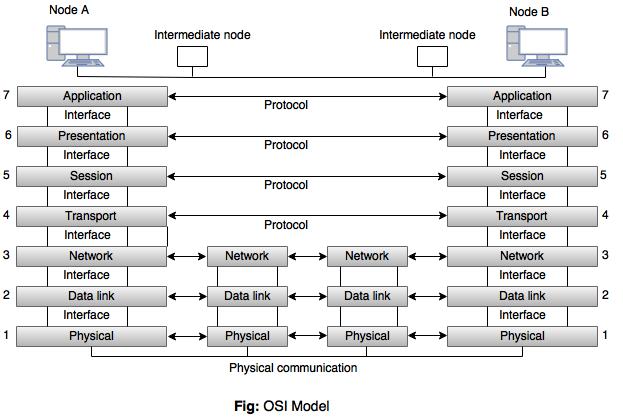 Node A
Node B
Intermediate node
Intermediate node
7 Application Protocol Application 7
Interface Interface
6 Presentation Protocol Presentation 6
Interface Interface
5 Session Protocol Session 5
Interface Interface
4 Transport Protocol Transport 4
Interface Interface
3 Network Network Network Network 3
Interface Interface
2 Data link Data link Data link Data link 2
Interface Interface
1 Physical Physical Physical Physical 1
Physical communication
Fig: OSI Model